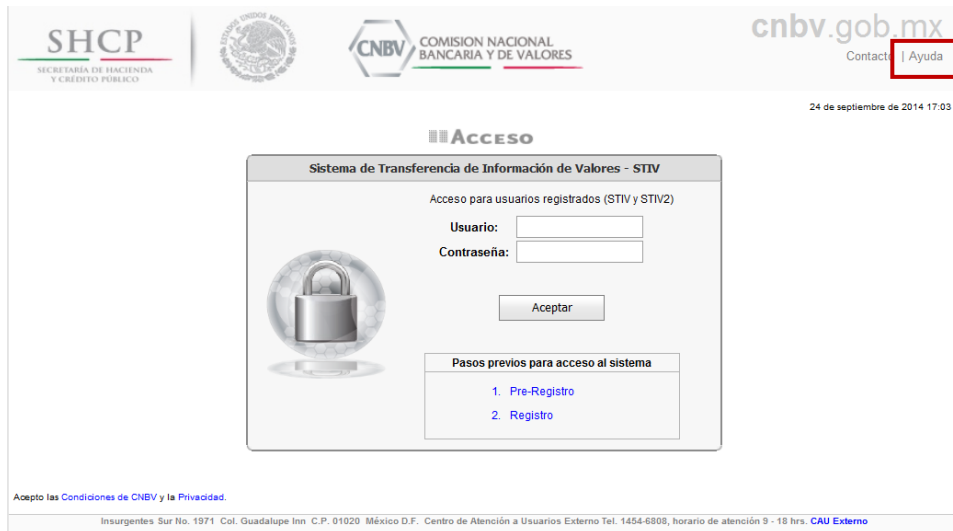 SHCP
SECRETARÍA DE HACIENDA
Y CRÉDITO PÚBLICO
ESTADOS UNIDOS MEXICANOS
CNBV
COMISION NACIONAL
BANCARIA Y DE VALORES
cnbv.gob.mx
Contacto | Ayuda
24 de septiembre de 2014 17:03
ACCESO
Sistema de Transferencia de Información de Valores - STIV
Acceso para usuarios registrados (STIV y STIV2)
Usuario:
Contraseña:
Aceptar
Pasos previos para acceso al sistema
1. Pre-Registro
2. Registro
Acepto las Condiciones de CNBV y la Privacidad.
Insurgentes Sur No. 1971 Col. Guadalupe Inn C.P. 01020 México D.F. Centro de Atención a Usuarios Externo Tel. 1454-6808, horario de atención 9 - 18 hrs. CAU Externo